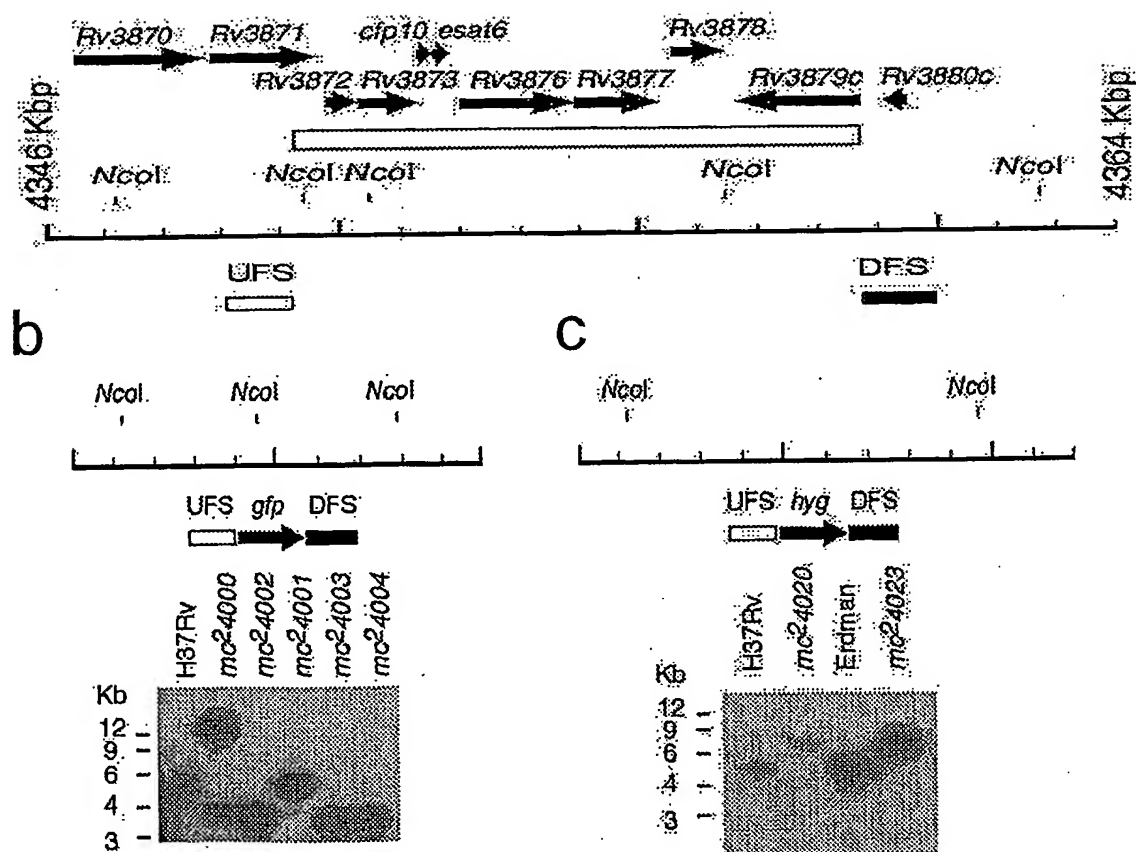 Rv3870 Rv3871 cfp10 esat6 Rv3878
Rv3872 Rv3873 Rv3876 Rv3877 Rv3879c Rv3880c
4346 Kbp
4364 Kbp
NcoI NcoI NcoI NcoI NcoI
UFS DFS
b
NcoI NcoI NcoI
UFS gfp DFS
H37Rv
mc²4000
mc²4002
mc²4001
mc²4003
mc²4004
Kb
12
9
6
4
3
c
NcoI NcoI
UFS hyg DFS
H37Rv
mc²4020
Erdman
mc²4023
Kb
12
9
6
4
3